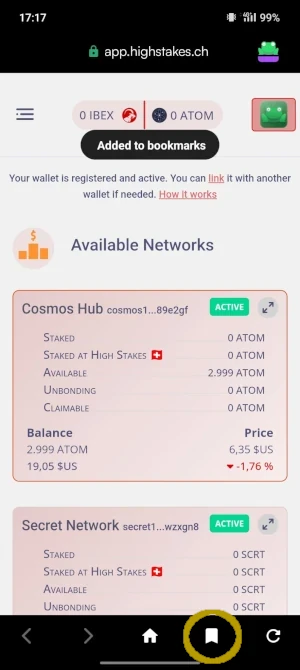 17:17
4G 99%
app.highstakes.ch
0 IBEX
0 ATOM
Added to bookmarks
Your wallet is registered and active. You can link it with another
wallet if needed. How it works
$
Available Networks
Cosmos Hub cosmos1...89e2gf ACTIVE
STAKED 0 ATOM
STAKED AT HIGH STAKES 0 ATOM
AVAILABLE 2.999 ATOM
UNBONDING 0 ATOM
CLAIMABLE 0 ATOM
Balance Price
2.999 ATOM 6,35 $US
19,05 $US -1,76 %
Secret Network secret1...wzxgn8 ACTIVE
STAKED 0 SCRT
STAKED AT HIGH STAKES 0 SCRT
AVAILABLE 0 SCRT
UNBONDING 0 SCRT